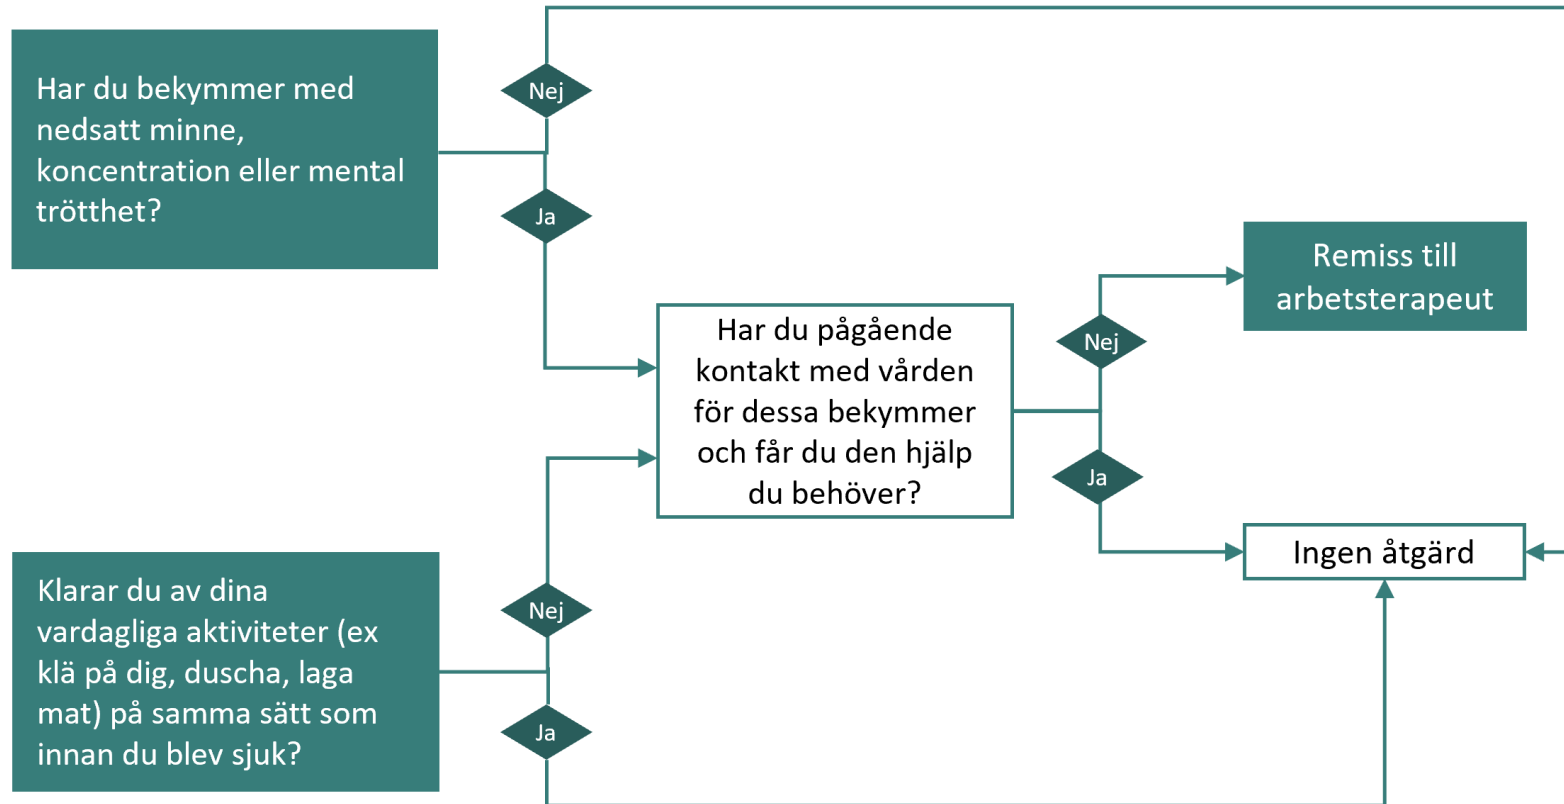 Har du bekymmer med
nedsatt minne,
koncentration eller mental
trötthet?
Nej
Ja
Har du pågående
kontakt med vården
för dessa bekymmer
och får du den hjälp
du behöver?
Nej
Ja
Remiss till
arbetsterapeut
Ingen åtgärd
Klarar du av dina
vardagliga aktiviteter (ex
klä på dig, duscha, laga
mat) på samma sätt som
innan du blev sjuk?
Nej
Ja